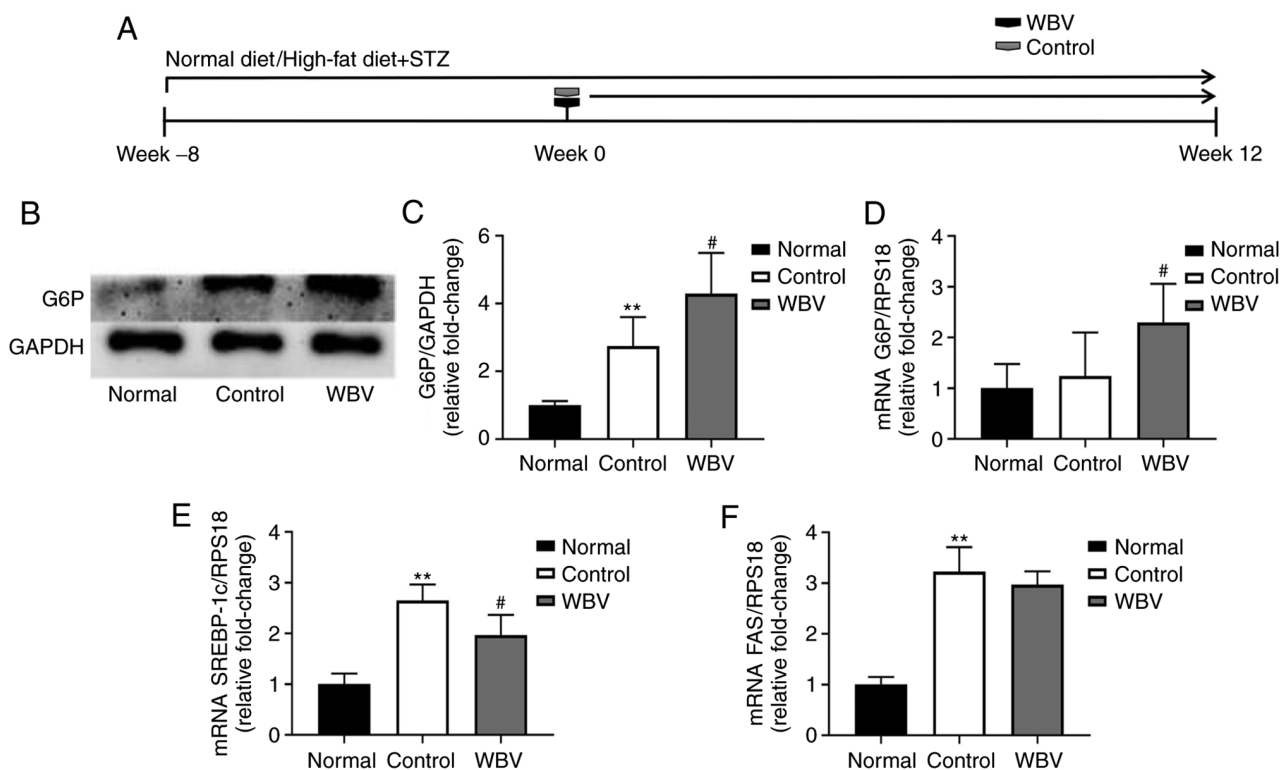 A
WBV
Control
Normal diet/High-fat diet+STZ
Week –8
Week 0
Week 12
B
G6P
GAPDH
Normal Control WBV
C
G6P/GAPDH
(relative fold-change)
6
4
2
0
**
#
Normal
Control
WBV
Normal Control WBV
D
mRNA G6P/RPS18
(relative fold-change)
4
3
2
1
0
#
Normal
Control
WBV
Normal Control WBV
E
mRNA SREBP-1c/RPS18
(relative fold-change)
4
3
2
1
0
**
#
Normal
Control
WBV
Normal Control WBV
F
mRNA FAS/RPS18
(relative fold-change)
4
3
2
1
0
**
Normal
Control
WBV
Normal Control WBV